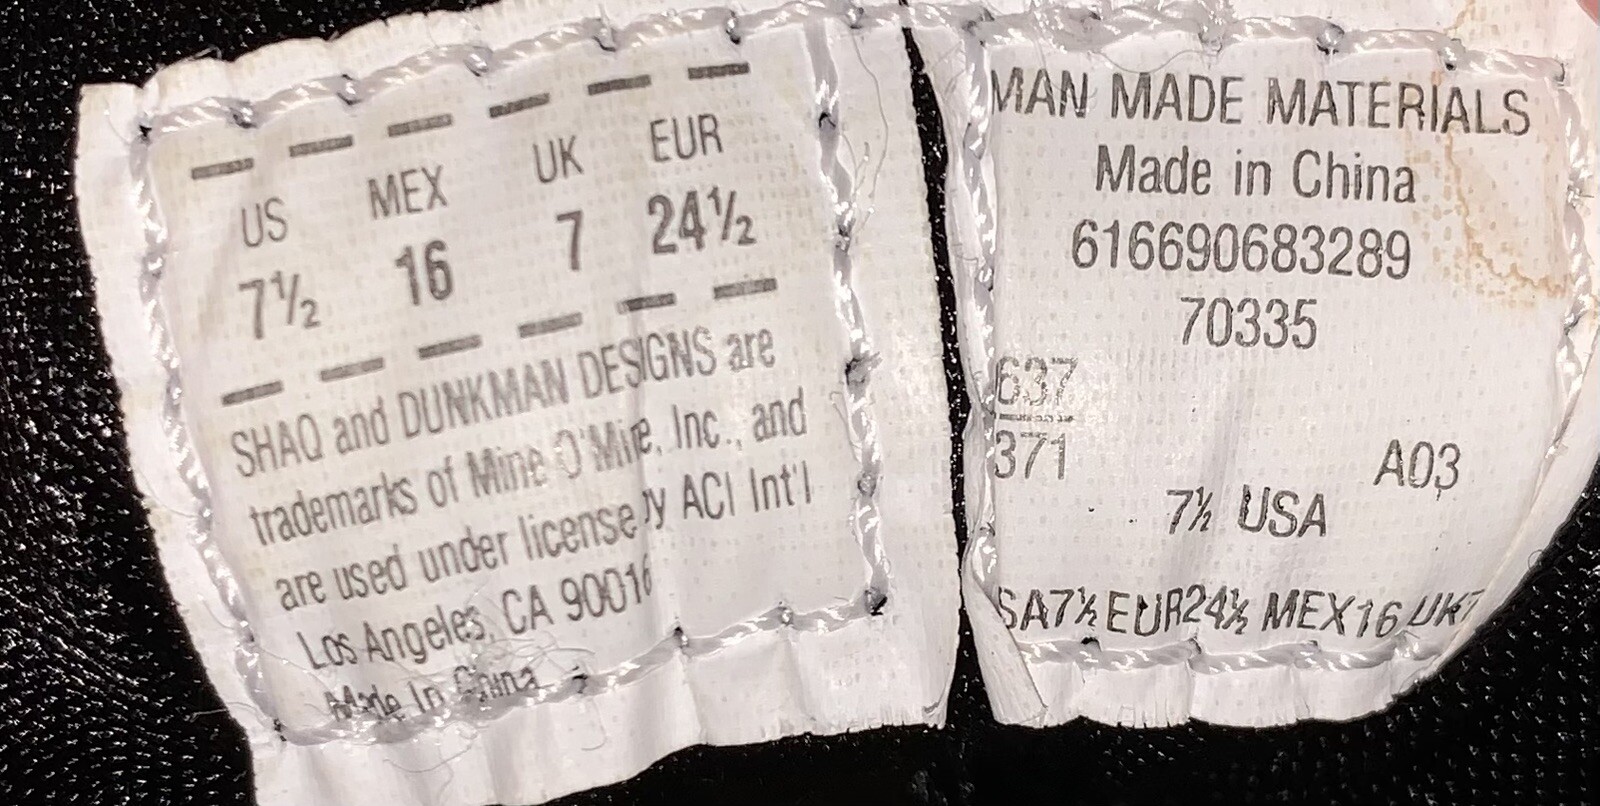 US MEX UK EUR
7½ 16 7 24½
SHAQ and DUNKMAN DESIGNS are
trademarks of Mine O'Mine, Inc., and
are used under license by ACI Int'l
Los Angeles, CA 90016
Made In China
MAN MADE MATERIALS
Made in China
616690683289
70335
637
371
A03
7½ USA
SA7½ EUR24½ MEX16 UK7